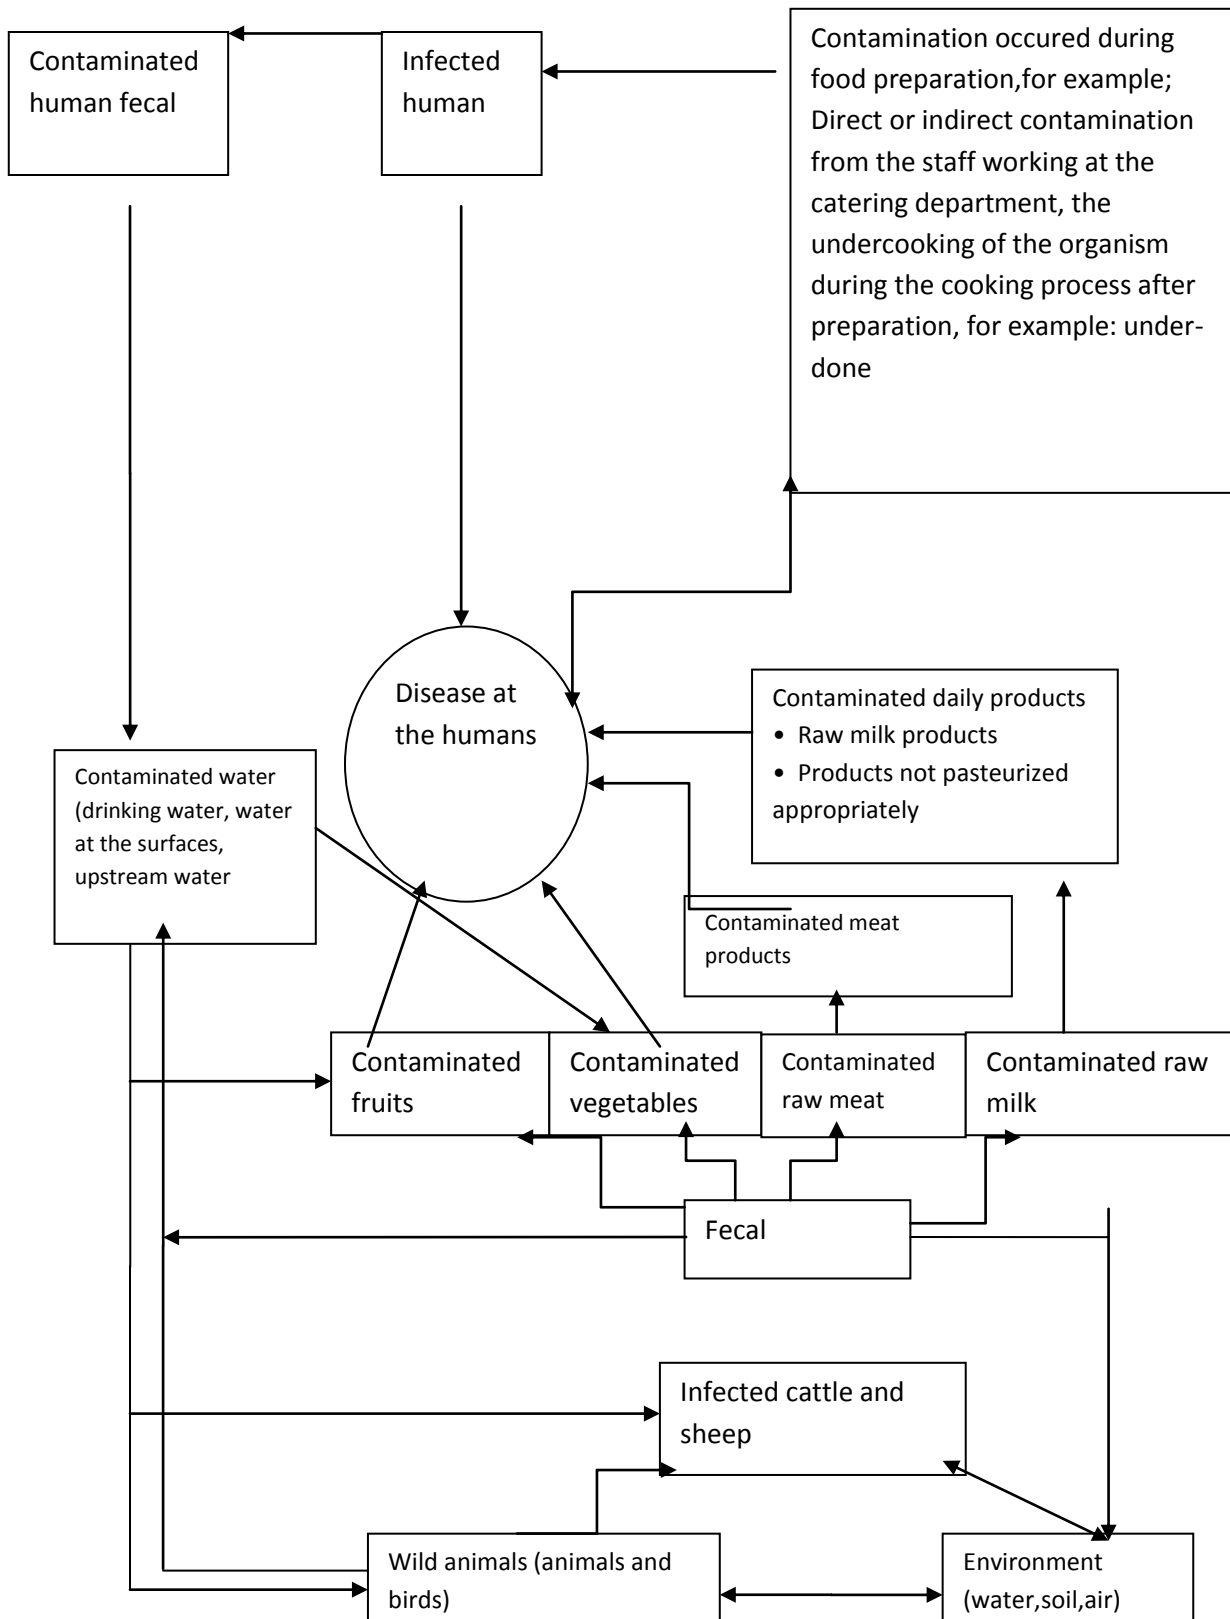 Contaminated
human fecal
Infected
human
Contamination occured during
food preparation,for example;
Direct or indirect contamination
from the staff working at the
catering department, the
undercooking of the organism
during the cooking process after
preparation, for example: under-
done
Disease at
the humans
Contaminated daily products
• Raw milk products
• Products not pasteurized
appropriately
Contaminated water
(drinking water, water
at the surfaces,
upstream water
Contaminated meat
products
Contaminated
fruits
Contaminated
vegetables
Contaminated
raw meat
Contaminated raw
milk
Fecal
Infected cattle and
sheep
Wild animals (animals and
birds)
Environment
(water,soil,air)